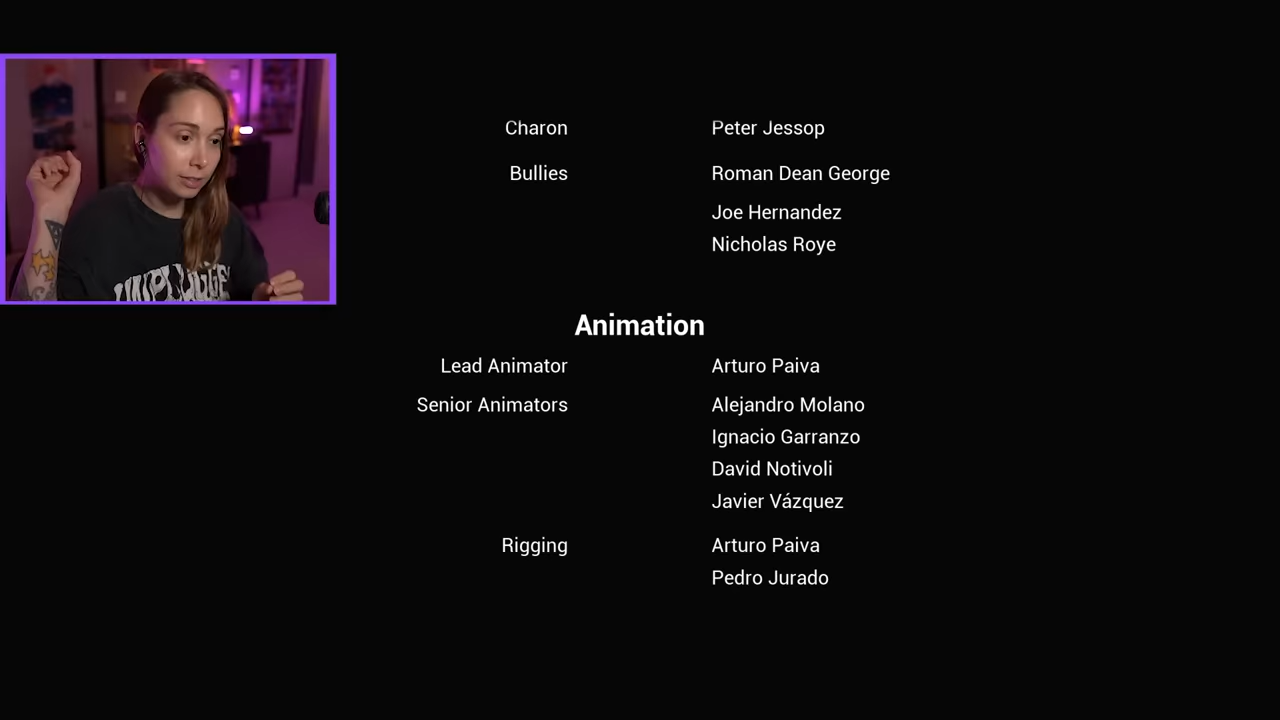 Charon Peter Jessop
Bullies Roman Dean George
Joe Hernandez
Nicholas Roye
Animation
Lead Animator Arturo Paiva
Senior Animators Alejandro Molano
Ignacio Garranzo
David Notivoli
Javier Vázquez
Rigging Arturo Paiva
Pedro Jurado